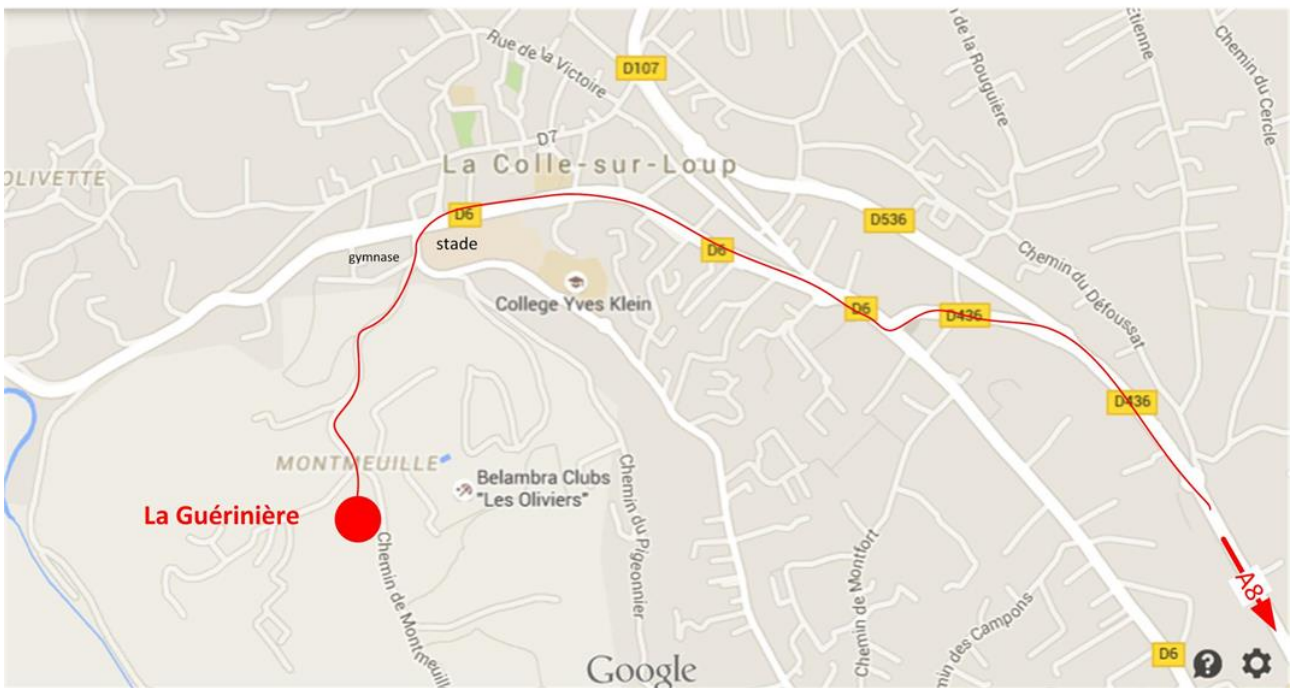 Rue de la Victoire
D107
de la Rouguière
Etienne
Chemin du Cercle
D7
La Colle-sur-Loup
OLIVETTE
D6
D536
stade
gymnase
D6
College Yves Klein
Chemin du Défoussat
D6
D436
D436
MONTMEUILLE
Belambra Clubs
"Les Oliviers"
La Guérinière
Chemin de Montmeuil
Chemin du Pigeonnier
Chemin de Montfort
min des Campons
A8
D6
Google
?